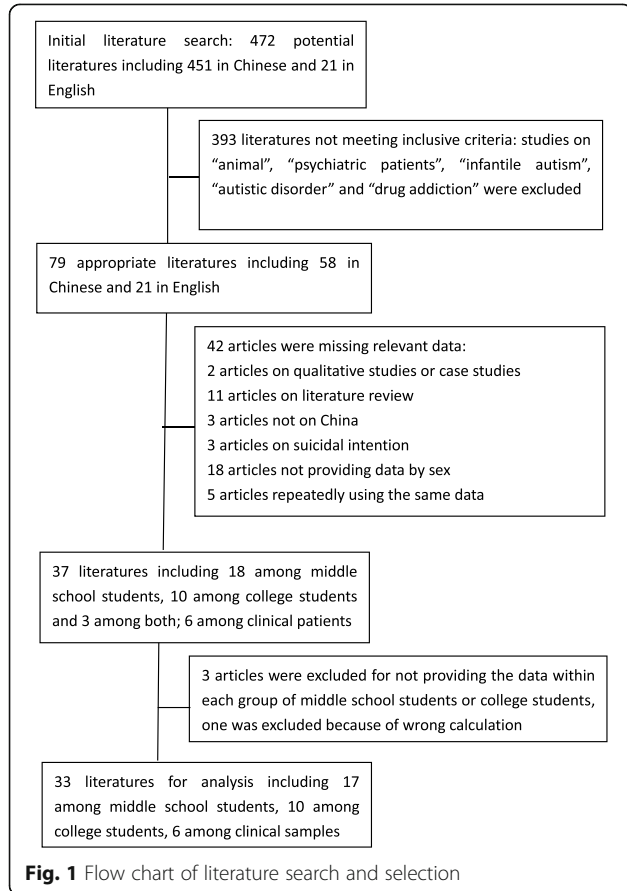 Initial literature search: 472 potential
literatures including 451 in Chinese and 21 in
English
393 literatures not meeting inclusive criteria: studies on
“animal”, “psychiatric patients”, “infantile autism”,
“autistic disorder” and “drug addiction” were excluded
79 appropriate literatures including 58 in
Chinese and 21 in English
42 articles were missing relevant data:
2 articles on qualitative studies or case studies
11 articles on literature review
3 articles not on China
3 articles on suicidal intention
18 articles not providing data by sex
5 articles repeatedly using the same data
37 literatures including 18 among middle
school students, 10 among college students
and 3 among both; 6 among clinical patients
3 articles were excluded for not providing the data within
each group of middle school students or college students,
one was excluded because of wrong calculation
33 literatures for analysis including 17
among middle school students, 10 among
college students, 6 among clinical samples
Fig. 1 Flow chart of literature search and selection